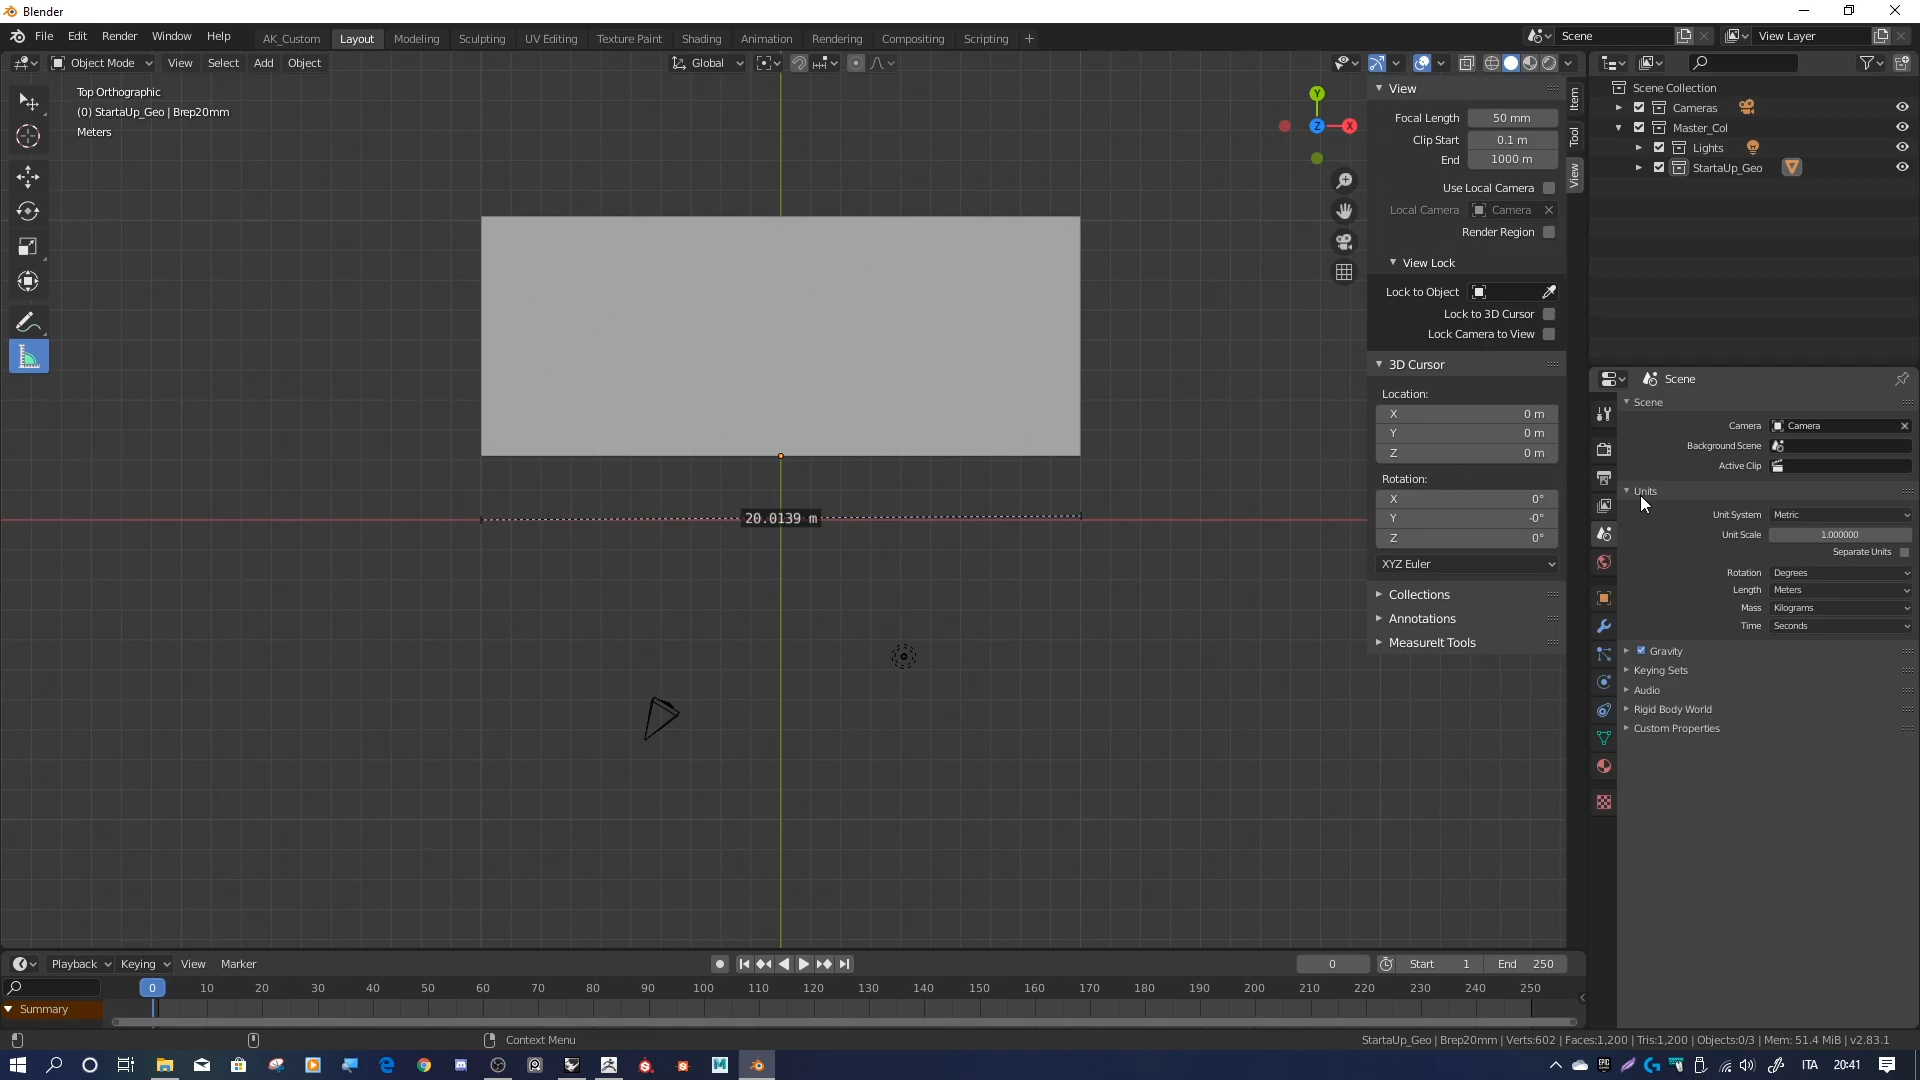 Blender
File Edit Render Window Help AK_Custom Layout Modeling Sculpting UV Editing Texture Paint Shading Animation Rendering Compositing Scripting + Scene View Layer
Object Mode View Select Add Object Global
Top Orthographic
(0) StartaUp_Geo | Brep20mm
Meters
20.0139 m
Y
Z
X
View
Focal Length 50 mm
Clip Start 0.1 m
End 1000 m
Use Local Camera
Local Camera Camera
Render Region
View Lock
Lock to Object
Lock to 3D Cursor
Lock Camera to View
3D Cursor
Location:
X 0 m
Y 0 m
Z 0 m
Rotation:
X 0°
Y -0°
Z 0°
XYZ Euler
Collections
Annotations
MeasureIt Tools
Item
Tool
View
Scene Collection
Cameras
Master_Col
Lights
StartaUp_Geo
Scene
Scene
Camera Camera
Background Scene
Active Clip
Units
Unit System Metric
Unit Scale 1.000000
Separate Units
Rotation Degrees
Length Meters
Mass Kilograms
Time Seconds
Gravity
Keying Sets
Audio
Rigid Body World
Custom Properties
Playback Keying View Marker 0 Start 1 End 250
0 10 20 30 40 50 60 70 80 90 100 110 120 130 140 150 160 170 180 190 200 210 220 230 240 250
Summary
Context Menu
StartaUp_Geo | Brep20mm | Verts:602 | Faces:1,200 | Tris:1,200 | Objects:0/3 | Mem: 51.4 MiB | v2.83.1
ITA 20:41